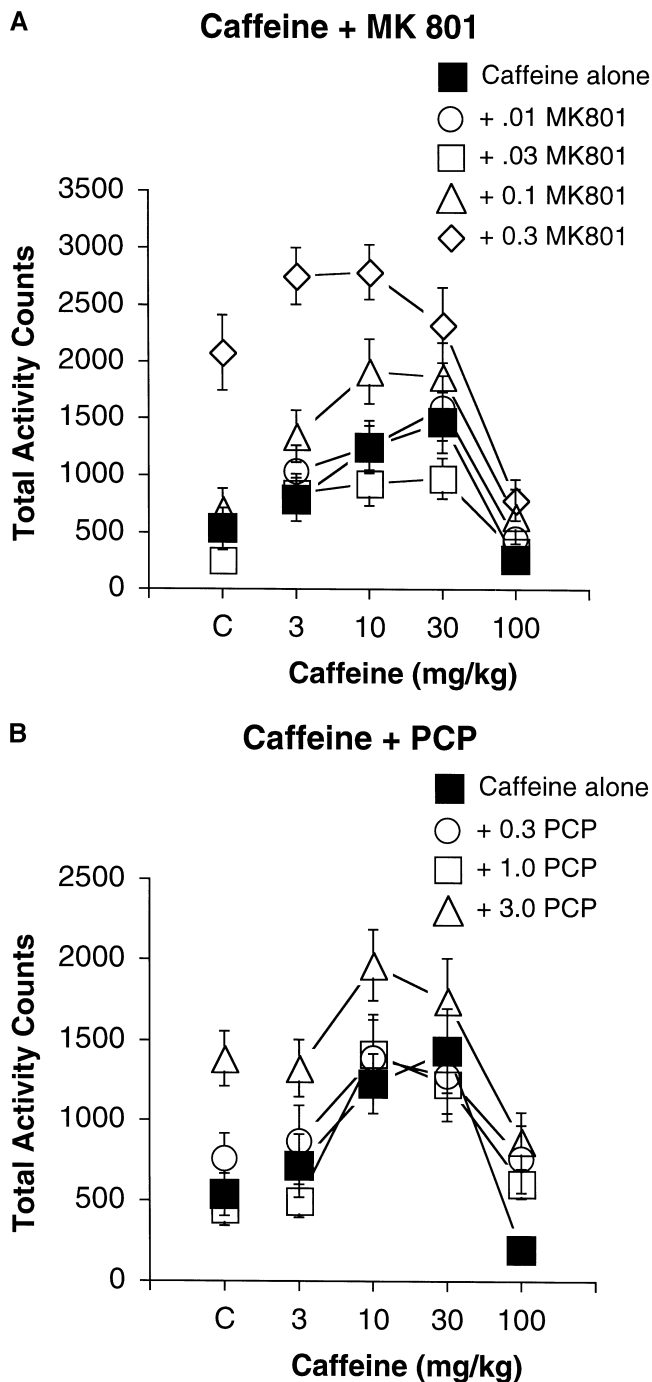 A
Caffeine + MK 801
Caffeine alone
+ .01 MK801
+ .03 MK801
+ 0.1 MK801
+ 0.3 MK801
Total Activity Counts
3500
3000
2500
2000
1500
1000
500
0
C 3 10 30 100
Caffeine (mg/kg)
B
Caffeine + PCP
Caffeine alone
+ 0.3 PCP
+ 1.0 PCP
+ 3.0 PCP
Total Activity Counts
2500
2000
1500
1000
500
0
C 3 10 30 100
Caffeine (mg/kg)